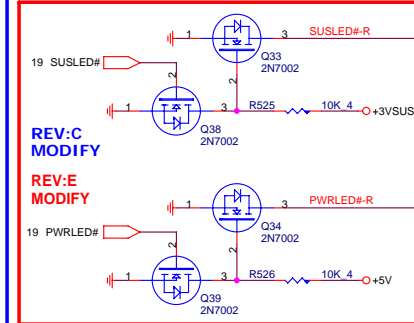 1 3 SUSLED#-R
Q33
2N7002
19 SUSLED#
2
2
R525 10K_4
+3VSUS
1 3
Q38
2N7002
REV:C
MODIFY
REV:E
MODIFY
1 3 PWRLED#-R
Q34
2N7002
19 PWRLED#
2
2
R526 10K_4
+5V
1 3
Q39
2N7002